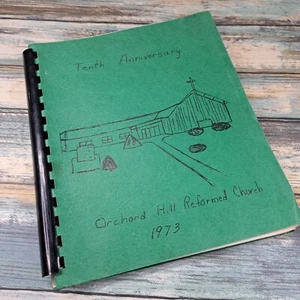 Tenth Anniversary
Orchard Hill Reformed Church
1973